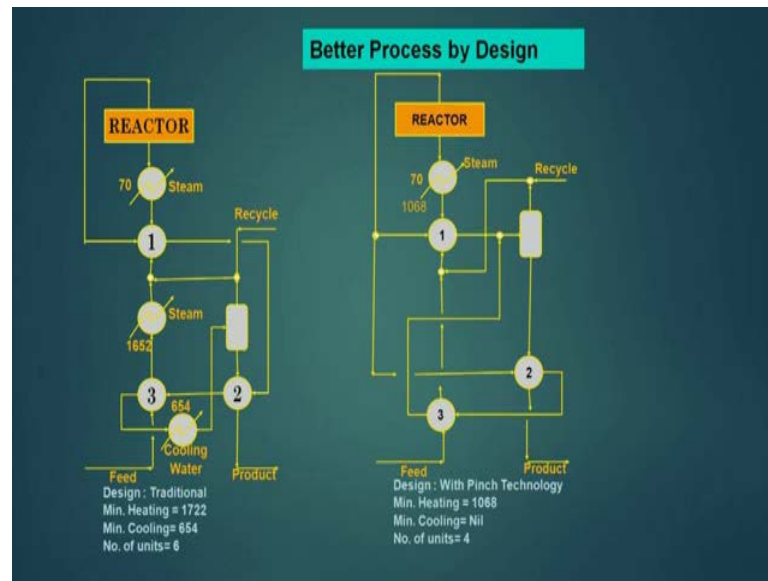 Better Process by Design
REACTOR
70
Steam
1
Recycle
Steam
1652
3
2
654
Cooling
Water
Feed
Product
Design : Traditional
Min. Heating = 1722
Min. Cooling= 654
No. of units= 6
REACTOR
Steam
70
1068
Recycle
1
2
3
Feed
Product
Design : With Pinch Technology
Min. Heating = 1068
Min. Cooling= Nil
No. of units= 4